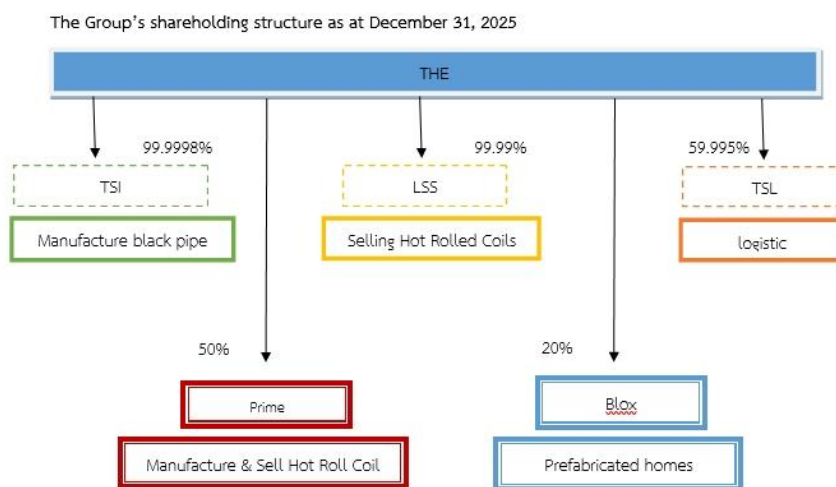 The Group's shareholding structure as at December 31, 2025
THE
99.9998%
99.99%
59.995%
TSI
LSS
TSL
Manufacture black pipe
Selling Hot Rolled Coils
logistic
50%
20%
Prime
Blox
Manufacture & Sell Hot Roll Coil
Prefabricated homes